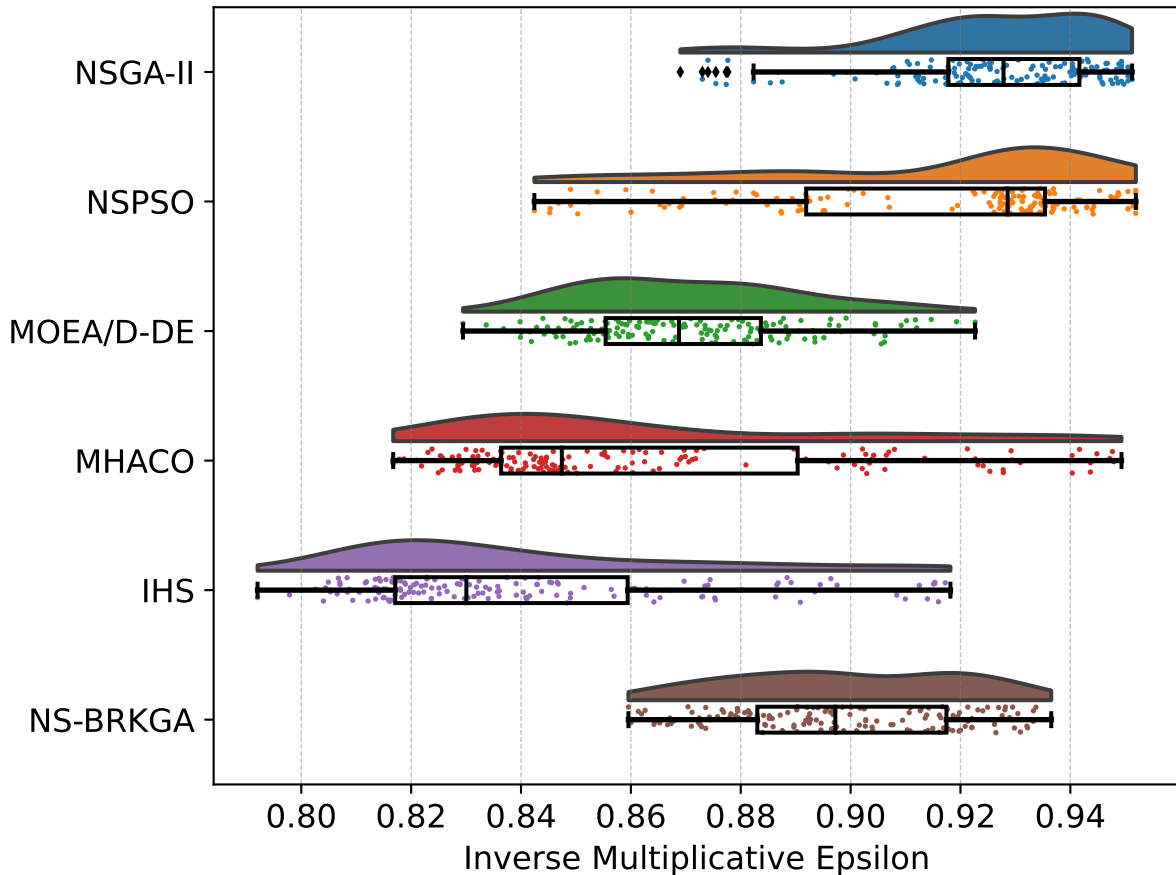 NSGA-II
NSPSO
MOEA/D-DE
MHACO
IHS
NS-BRKGA
0.80 0.82 0.84 0.86 0.88 0.90 0.92 0.94
Inverse Multiplicative Epsilon